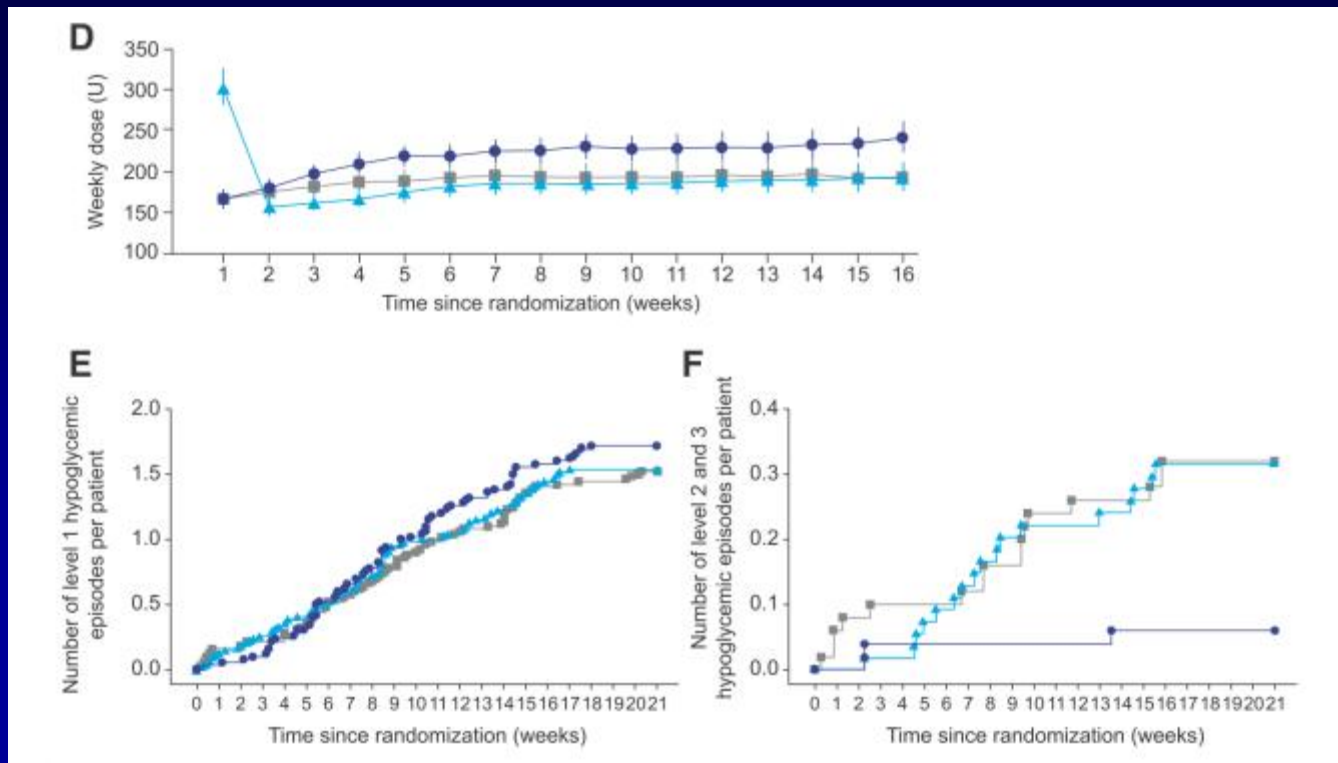 D
Weekly dose (U)
350
300
250
200
150
100
1 2 3 4 5 6 7 8 9 10 11 12 13 14 15 16
Time since randomization (weeks)
E
Number of level 1 hypoglycemic
episodes per patient
2.0
1.5
1.0
0.5
0.0
0 1 2 3 4 5 6 7 8 9 10 11 12 13 14 15 16 17 18 19 20 21
Time since randomization (weeks)
F
Number of level 2 and 3
hypoglycemic episodes per patient
0.4
0.3
0.2
0.1
0.0
0 1 2 3 4 5 6 7 8 9 10 11 12 13 14 15 16 17 18 19 20 21
Time since randomization (weeks)